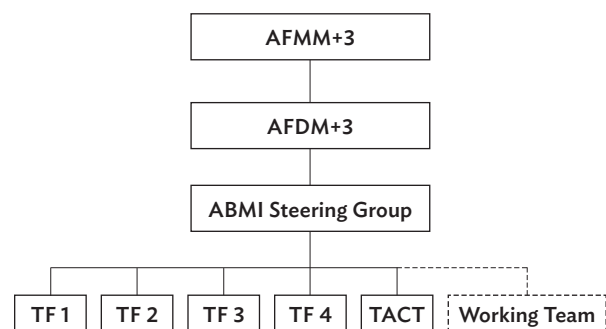 AFMM+3
AFDM+3
ABMI Steering Group
TF 1
TF 2
TF 3
TF 4
TACT
Working Team